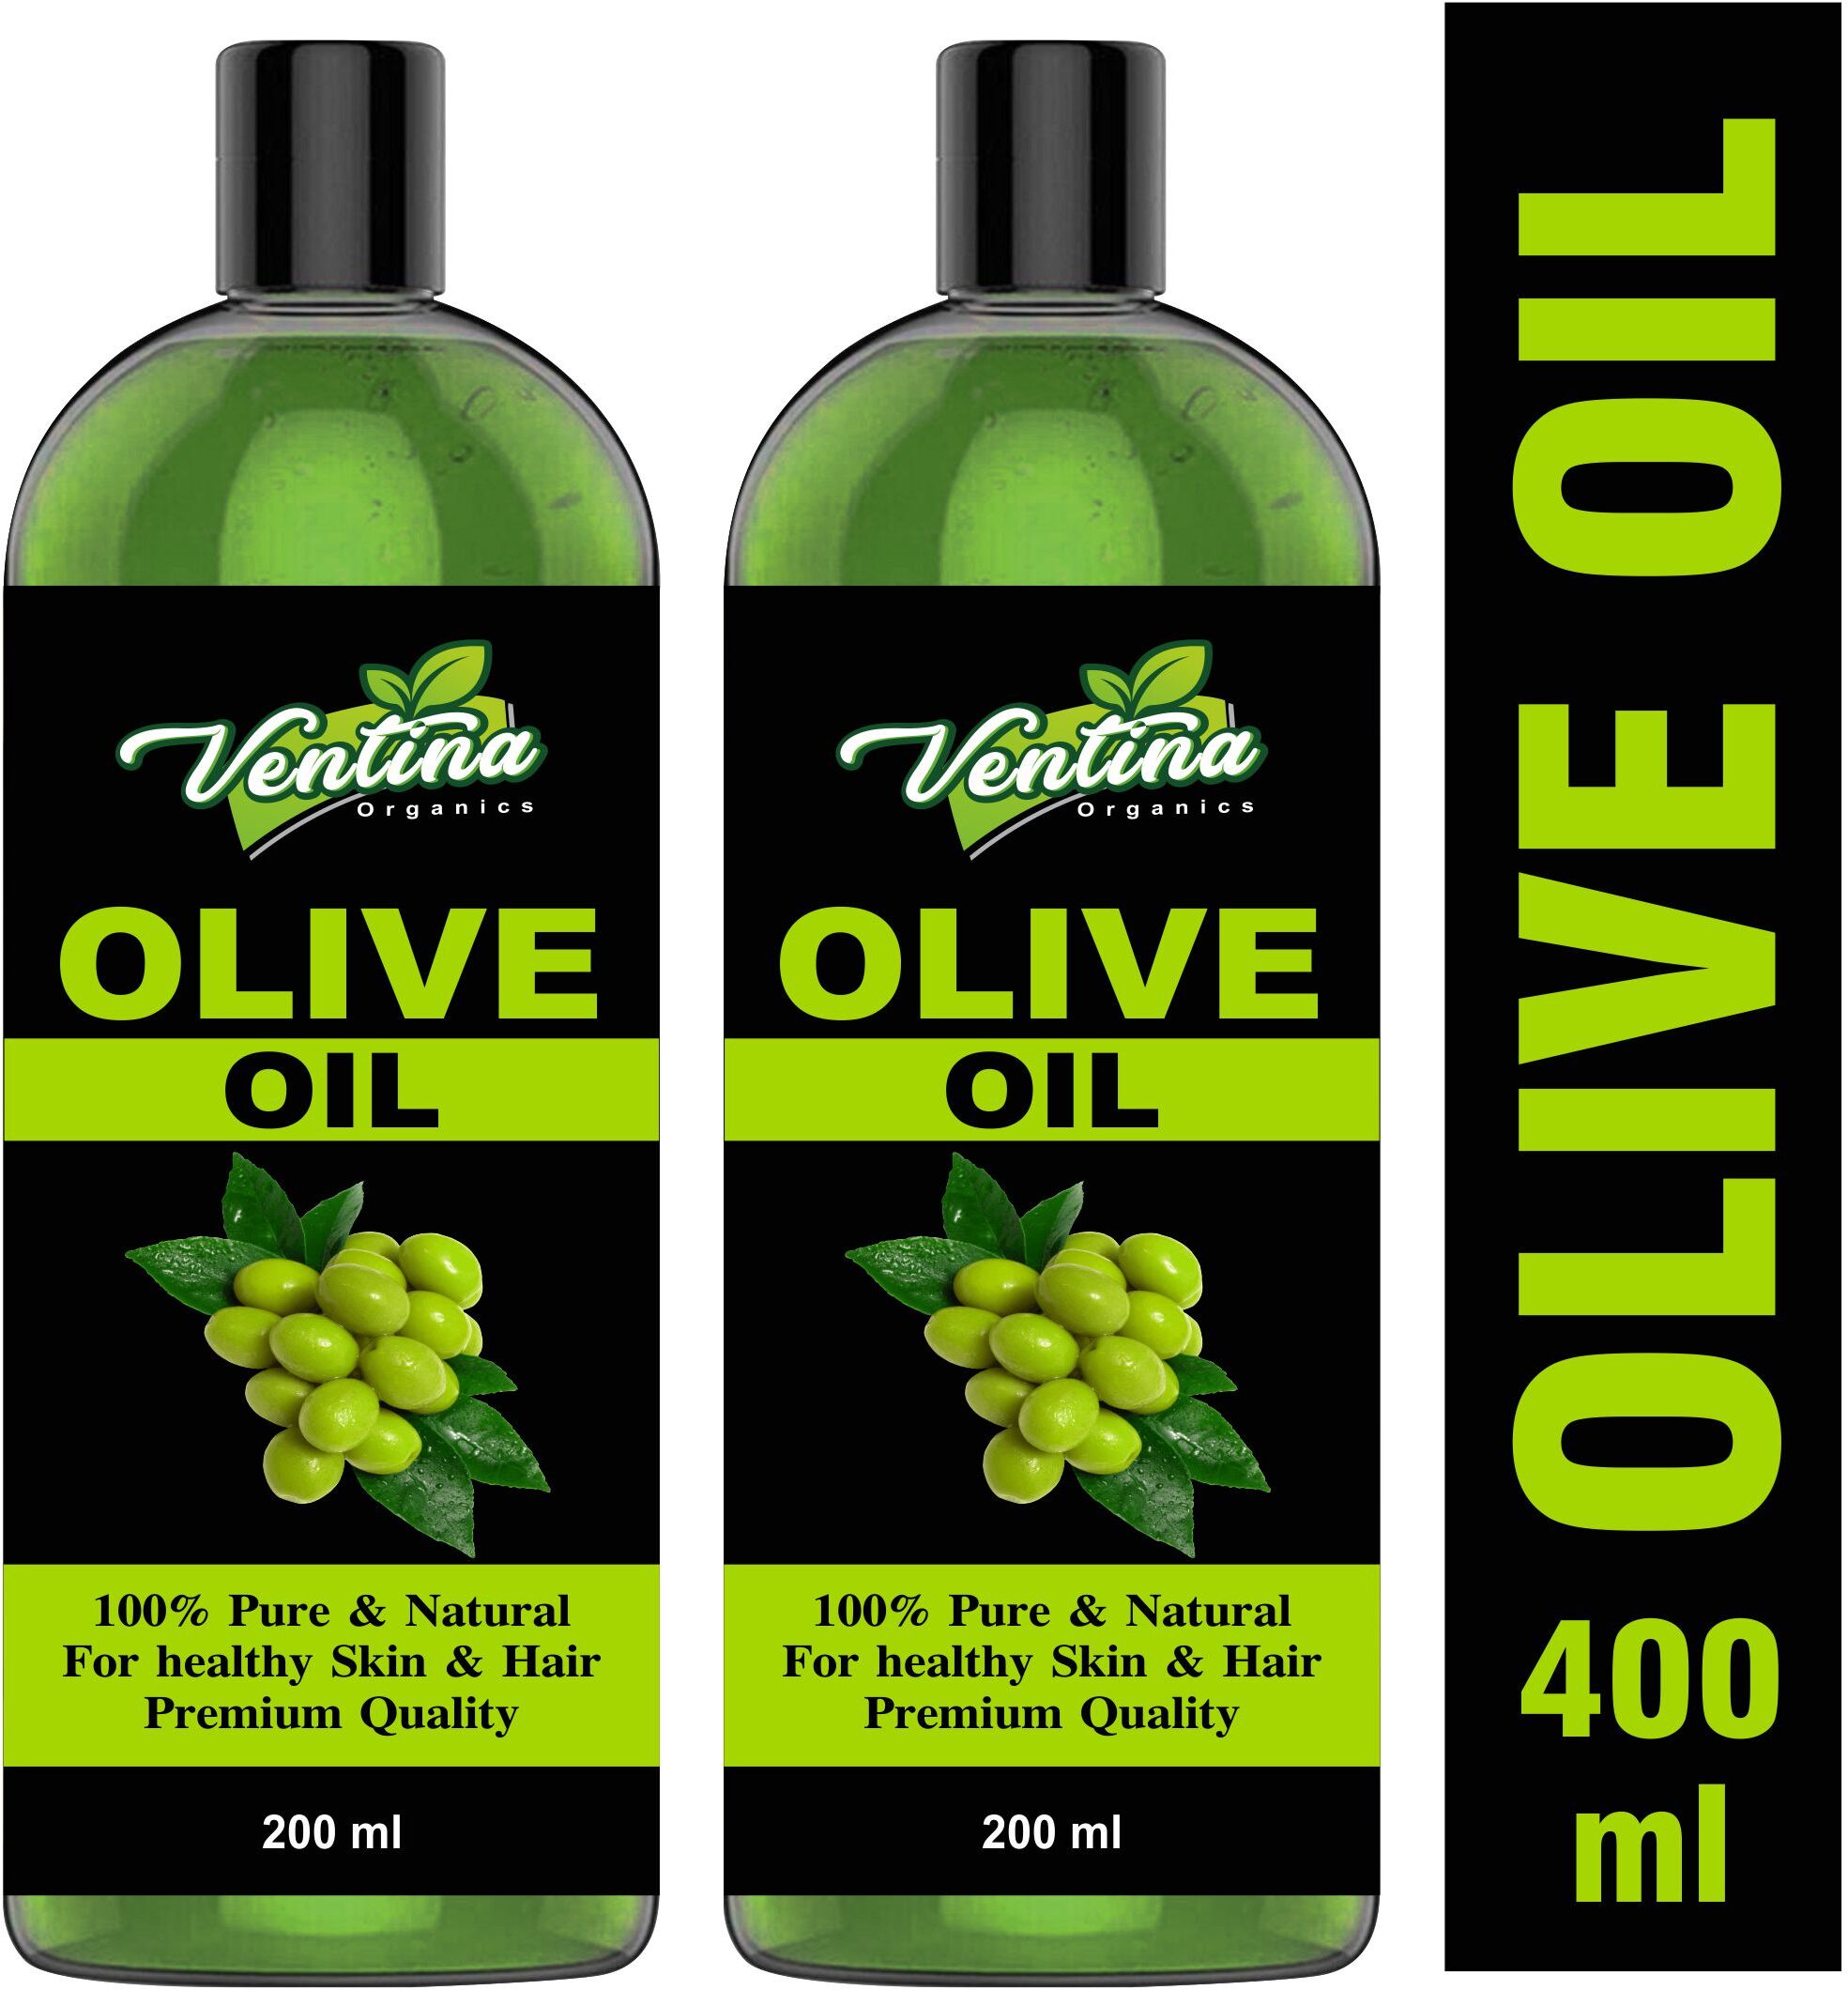 Ventina
Organics
OLIVE
OIL
100% Pure & Natural
For healthy Skin & Hair
Premium Quality
200 ml
Ventina
Organics
OLIVE
OIL
100% Pure & Natural
For healthy Skin & Hair
Premium Quality
200 ml
OLIVE OIL
400
ml